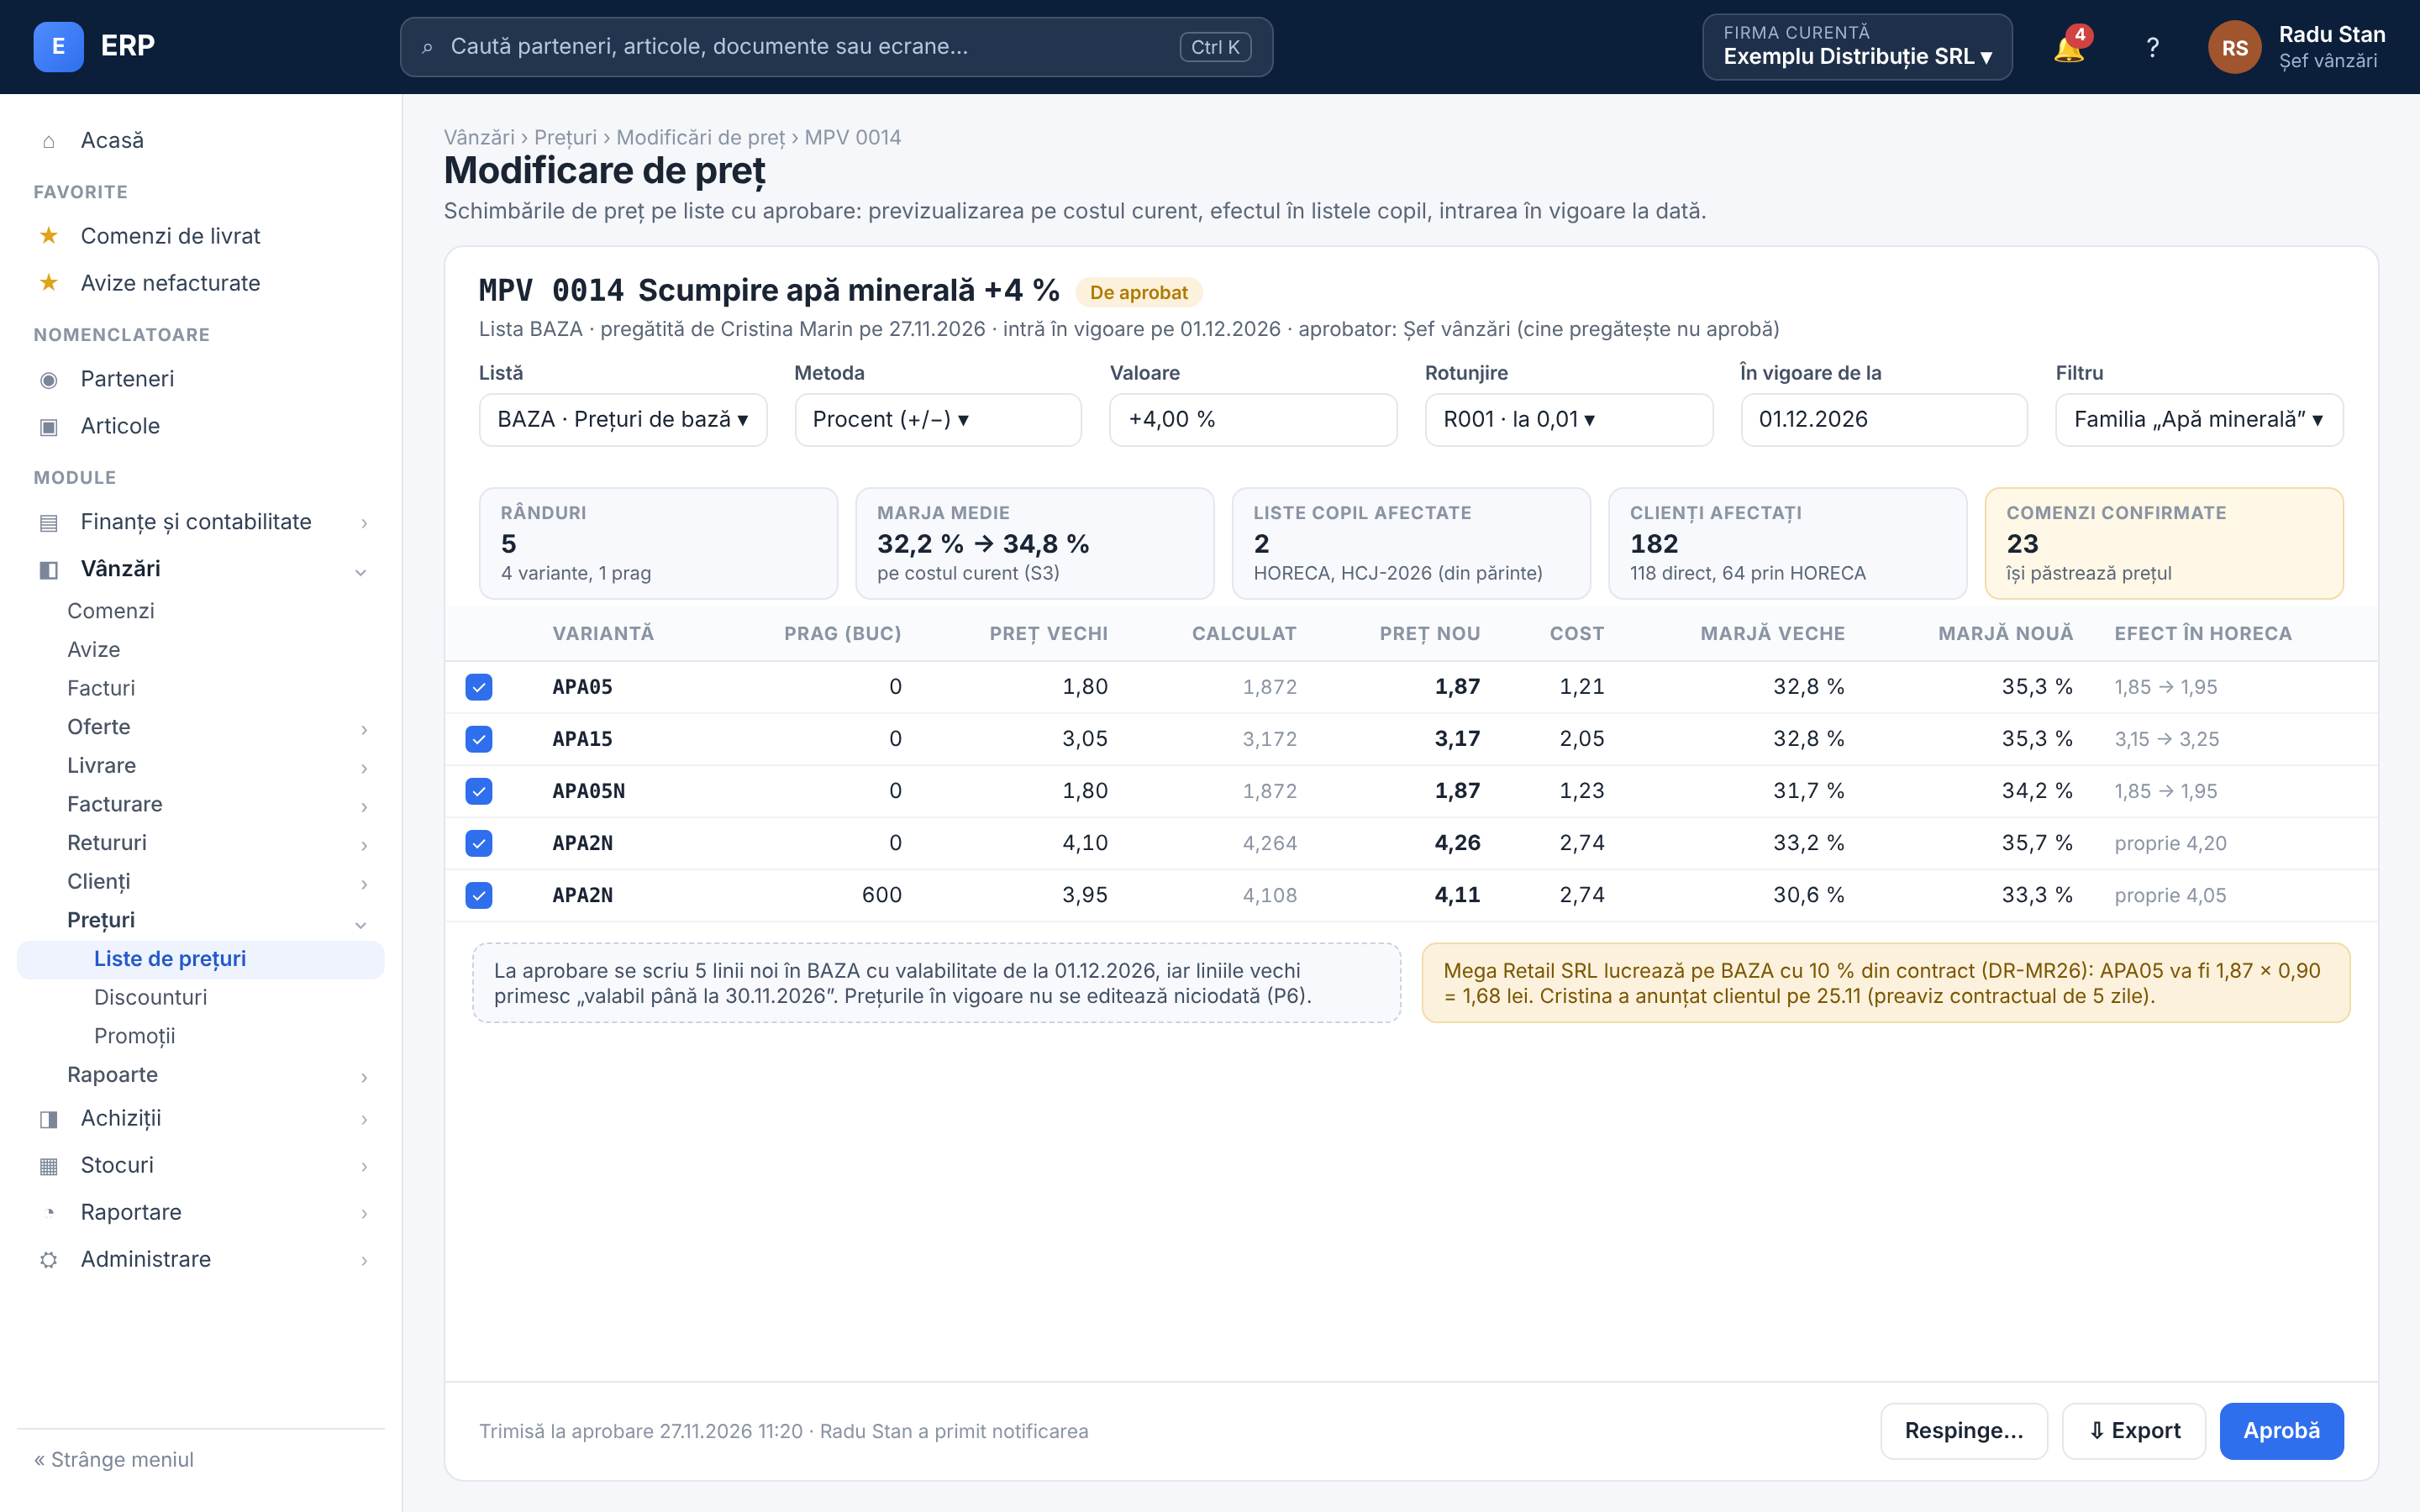 E ERP
⌕ Caută parteneri, articole, documente sau ecrane... Ctrl K
FIRMA CURENTĂ
Exemplu Distribuție SRL ▾
4
?
RS
Radu Stan
Șef vânzări
Acasă
FAVORITE
★ Comenzi de livrat
★ Avize nefacturate
NOMENCLATOARE
Parteneri
Articole
MODULE
Finanțe și contabilitate ›
Vânzări
Comenzi
Avize
Facturi
Oferte ›
Livrare ›
Facturare ›
Retururi ›
Clienți ›
Prețuri
Liste de prețuri
Discounturi
Promoții
Rapoarte ›
Achiziții ›
Stocuri ›
Raportare ›
Administrare ›
« Strânge meniul
Vânzări › Prețuri › Modificări de preț › MPV 0014
Modificare de preț
Schimbările de preț pe liste cu aprobare: previzualizarea pe costul curent, efectul în listele copil, intrarea în vigoare la dată.
MPV 0014 Scumpire apă minerală +4 % De aprobat
Lista BAZA · pregătită de Cristina Marin pe 27.11.2026 · intră în vigoare pe 01.12.2026 · aprobator: Șef vânzări (cine pregătește nu aprobă)
Listă Metoda Valoare Rotunjire În vigoare de la Filtru
BAZA · Prețuri de bază ▾ Procent (+/−) ▾ +4,00 % R001 · la 0,01 ▾ 01.12.2026 Familia „Apă minerală” ▾
RÂNDURI
5
4 variante, 1 prag
MARJA MEDIE
32,2 % → 34,8 %
pe costul curent (S3)
LISTE COPIL AFECTATE
2
HORECA, HCJ-2026 (din părinte)
CLIENȚI AFECTAȚI
182
118 direct, 64 prin HORECA
COMENZI CONFIRMATE
23
își păstrează prețul
VARIANTĂ PRAG (BUC) PREȚ VECHI CALCULAT PREȚ NOU COST MARJĂ VECHE MARJĂ NOUĂ EFECT ÎN HORECA
APA05 0 1,80 1,872 1,87 1,21 32,8 % 35,3 % 1,85 → 1,95
APA15 0 3,05 3,172 3,17 2,05 32,8 % 35,3 % 3,15 → 3,25
APA05N 0 1,80 1,872 1,87 1,23 31,7 % 34,2 % 1,85 → 1,95
APA2N 0 4,10 4,264 4,26 2,74 33,2 % 35,7 % proprie 4,20
APA2N 600 3,95 4,108 4,11 2,74 30,6 % 33,3 % proprie 4,05
La aprobare se scriu 5 linii noi în BAZA cu valabilitate de la 01.12.2026, iar liniile vechi
primesc „valabil până la 30.11.2026”. Prețurile în vigoare nu se editează niciodată (P6).
Mega Retail SRL lucrează pe BAZA cu 10 % din contract (DR-MR26): APA05 va fi 1,87 × 0,90
= 1,68 lei. Cristina a anunțat clientul pe 25.11 (preaviz contractual de 5 zile).
Trimisă la aprobare 27.11.2026 11:20 · Radu Stan a primit notificarea
Respinge... ⇩ Export Aprobă